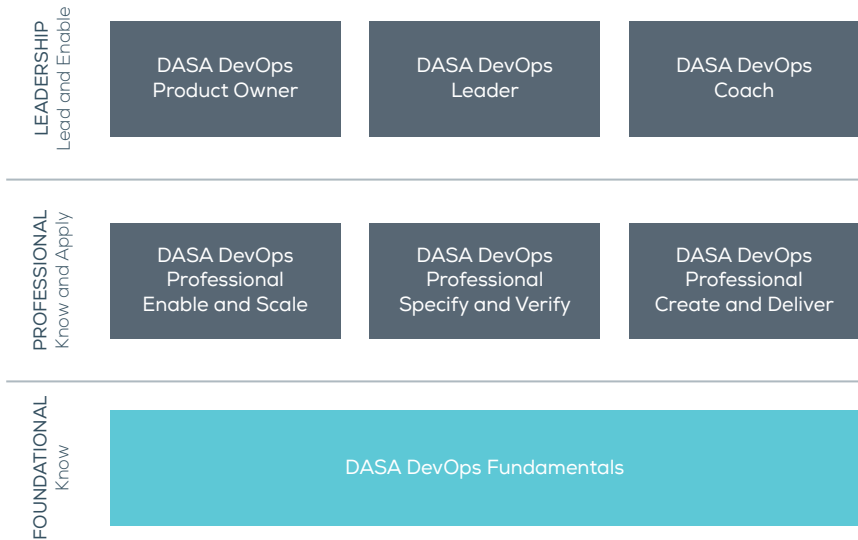 LEADERSHIP
Lead and Enable
DASA DevOps
Product Owner
DASA DevOps
Leader
DASA DevOps
Coach
PROFESSIONAL
Know and Apply
DASA DevOps
Professional
Enable and Scale
DASA DevOps
Professional
Specify and Verify
DASA DevOps
Professional
Create and Deliver
FOUNDATIONAL
Know
DASA DevOps Fundamentals